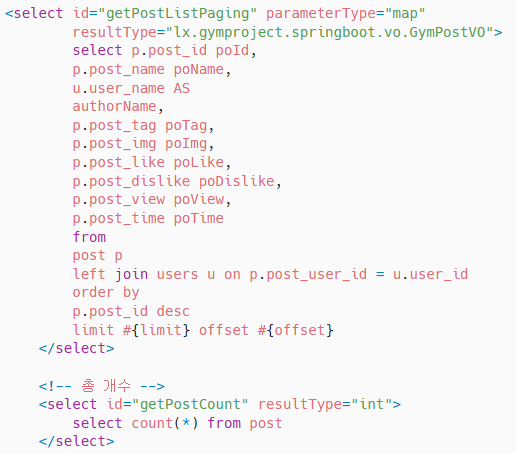 <select id="getPostListPaging" parameterType="map"
resultType="lx.gymproject.springboot.vo.GymPostVO">
select p.post_id poId,
p.post_name poName,
u.user_name AS
authorName,
p.post_tag poTag,
p.post_img poImg,
p.post_like poLike,
p.post_dislike poDislike,
p.post_view poView,
p.post_time poTime
from
post p
left join users u on p.post_user_id = u.user_id
order by
p.post_id desc
limit #{limit} offset #{offset}
</select>
<!-- 총 개수 -->
<select id="getPostCount" resultType="int">
select count(*) from post
</select>